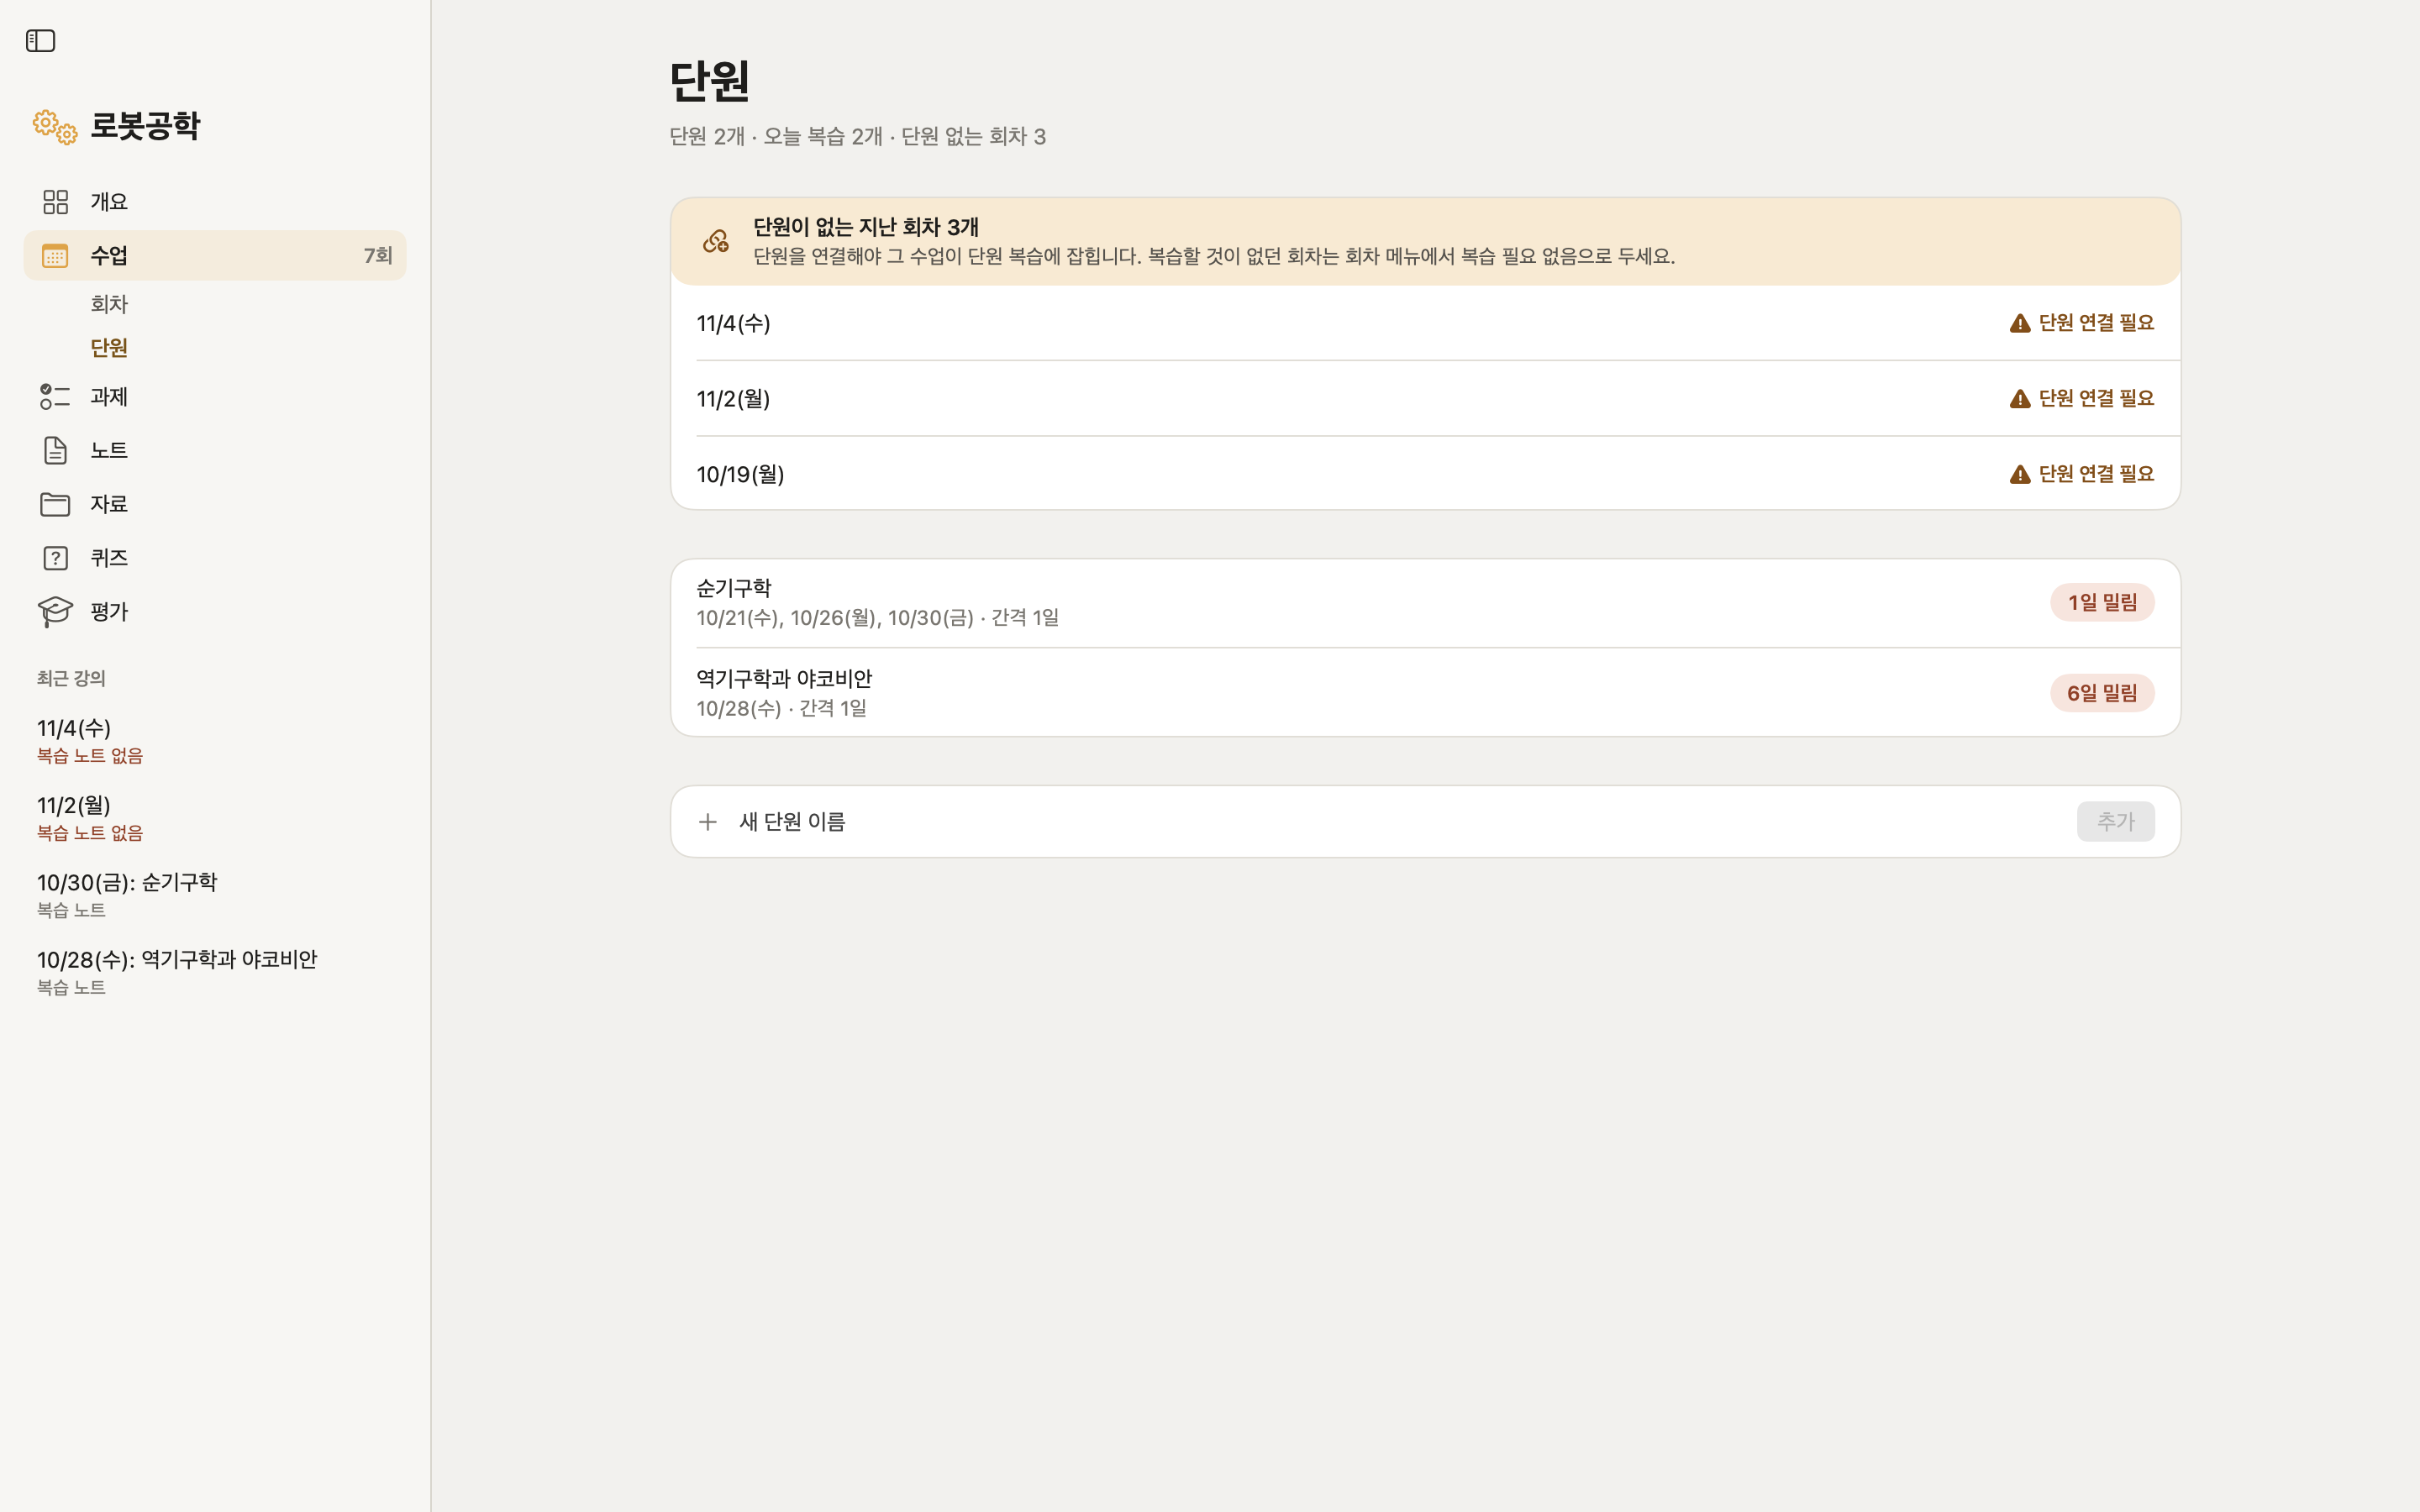 로봇공학
개요
수업 7회
회차
단원
과제
노트
자료
퀴즈
평가
최근 강의
11/4(수)
복습 노트 없음
11/2(월)
복습 노트 없음
10/30(금): 순기구학
복습 노트
10/28(수): 역기구학과 야코비안
복습 노트
단원
단원 2개 · 오늘 복습 2개 · 단원 없는 회차 3
단원이 없는 지난 회차 3개
단원을 연결해야 그 수업이 단원 복습에 잡힙니다. 복습할 것이 없던 회차는 회차 메뉴에서 복습 필요 없음으로 두세요.
11/4(수) 단원 연결 필요
11/2(월) 단원 연결 필요
10/19(월) 단원 연결 필요
순기구학
10/21(수), 10/26(월), 10/30(금) · 간격 1일
1일 밀림
역기구학과 야코비안
10/28(수) · 간격 1일
6일 밀림
새 단원 이름 추가